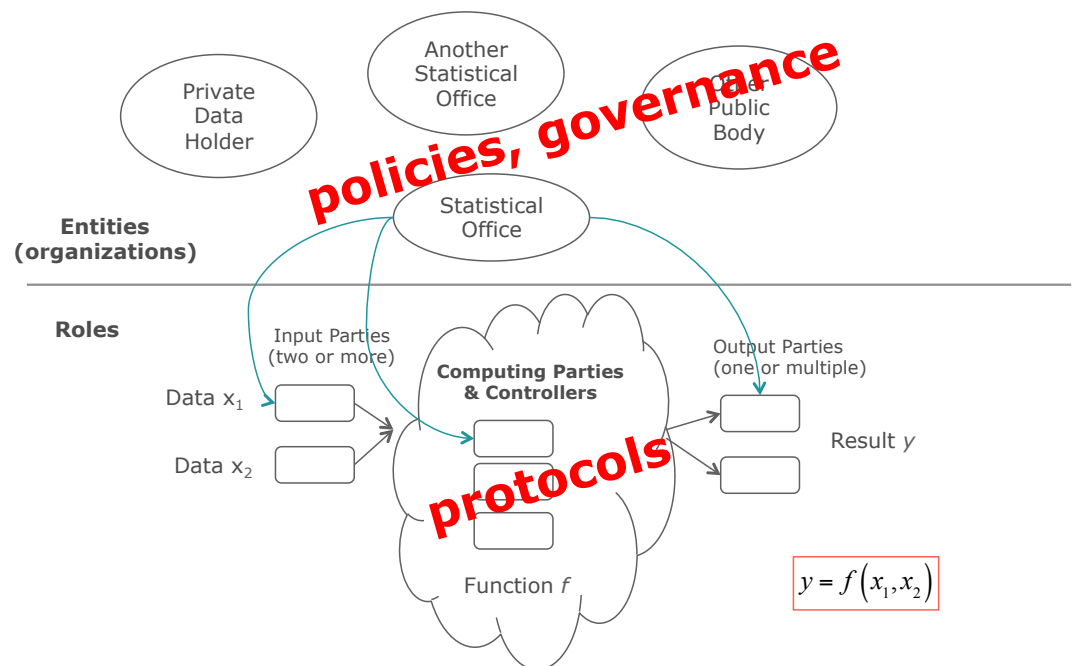 Private
Data
Holder
Another
Statistical
Office
Other
Public
Body
policies, governance
Statistical
Office
Entities
(organizations)
Roles
Input Parties
(two or more)
Data x₁
Data x₂
Computing Parties
& Controllers
protocols
Function f
Output Parties
(one or multiple)
Result y
y = f(x₁,x₂)